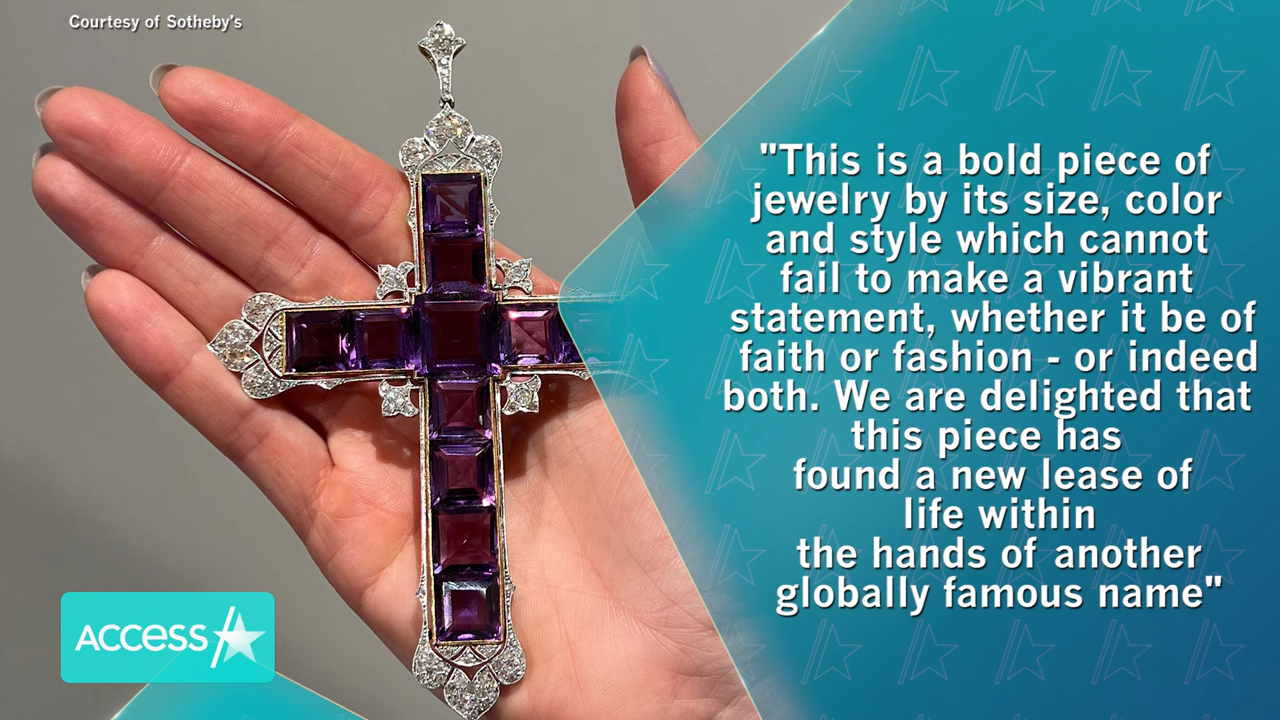 Courtesy of Sotheby's
"This is a bold piece of
jewelry by its size, color
and style which cannot
fail to make a vibrant
statement, whether it be of
faith or fashion - or indeed
both. We are delighted that
this piece has
found a new lease of
life within
the hands of another
globally famous name"
ACCESS